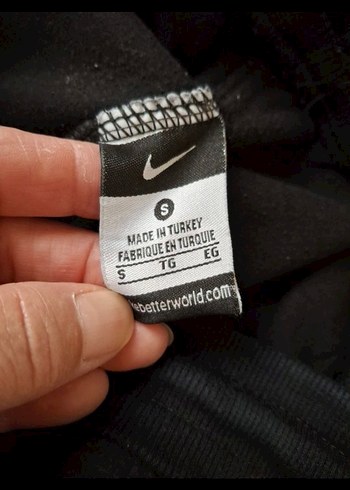 S
MADE IN TURKEY
FABRIQUE EN TURQUIE
S TG EG
ebetterworld.com